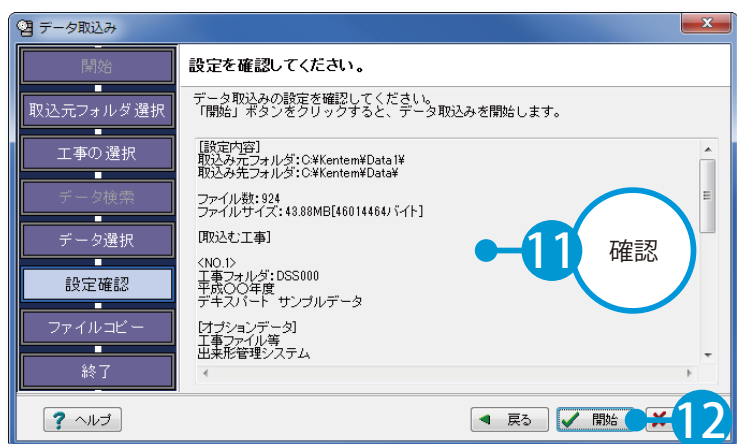 データ取込み
開始
取込元フォルダ選択
工事の選択
データ検索
データ選択
設定確認
ファイルコピー
終了
設定を確認してください。
データ取込みの設定を確認してください。
「開始」ボタンをクリックすると、データ取込みを開始します。
[設定内容]
取込み元フォルダ:C:¥Kentem¥Data1¥
取込み先フォルダ:C:¥Kentem¥Data¥
ファイル数:924
ファイルサイズ:43.88MB[46014464バイト]
[取込む工事]
<NO.1>
工事フォルダ:DSS000
平成〇〇年度
デキスパート サンプルデータ
[オプションデータ]
工事ファイル等
出来形管理システム
11 確認
ヘルプ
戻る
開始
12